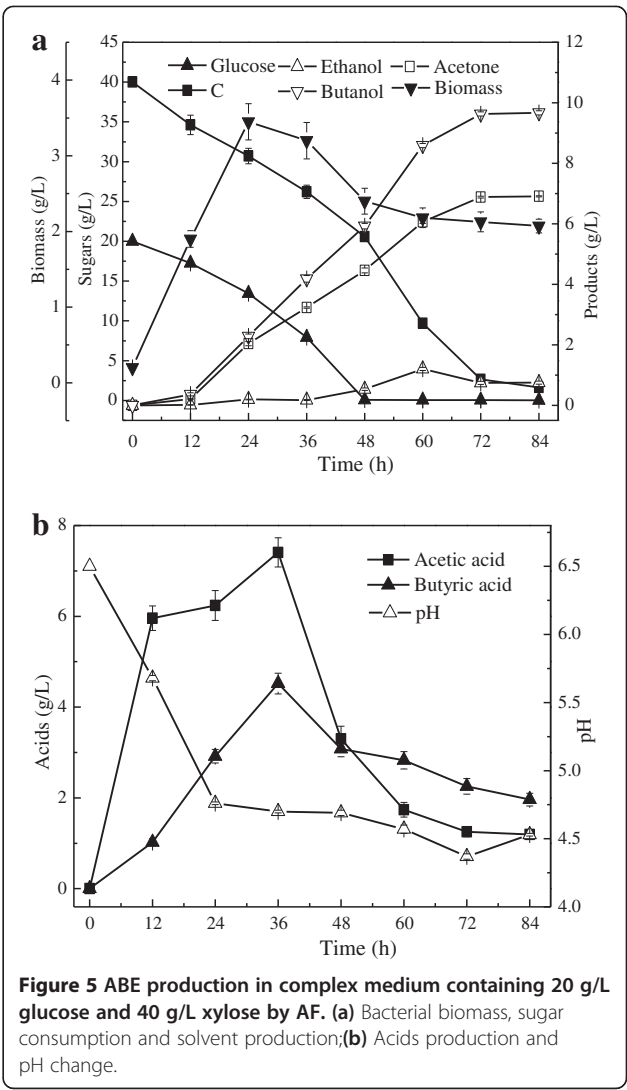 a
Glucose Ethanol Acetone
C Butanol Biomass
Biomass (g/L)
Sugars (g/L)
Products (g/L)
4
3
2
1
0
45
40
35
30
25
20
15
10
5
0
12
10
8
6
4
2
0
0 12 24 36 48 60 72 84
Time (h)
b
Acetic acid
Butyric acid
pH
Acids (g/L)
pH
8
6
4
2
0
6.5
6.0
5.5
5.0
4.5
4.0
0 12 24 36 48 60 72 84
Time (h)
Figure 5 ABE production in complex medium containing 20 g/L
glucose and 40 g/L xylose by AF. (a) Bacterial biomass, sugar
consumption and solvent production;(b) Acids production and
pH change.